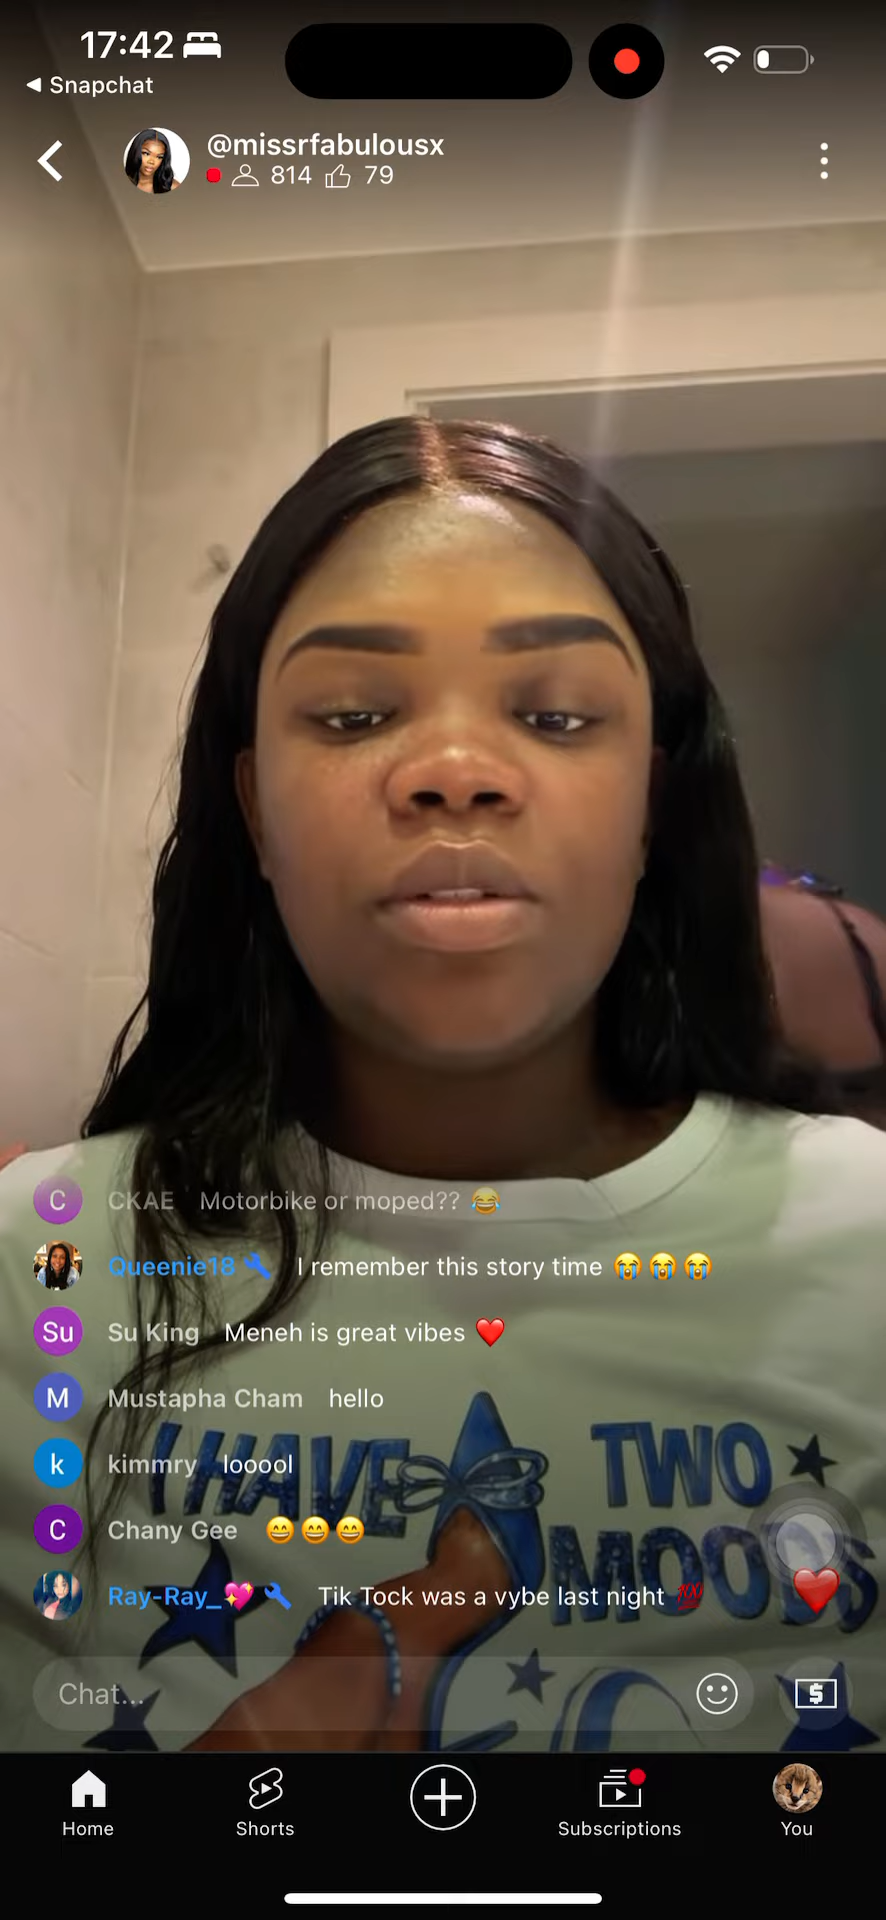 17:42
Snapchat
@missrfabulousx
814 79
CKAE Motorbike or moped?? 😂
Queenie18 🔧 I remember this story time 😭😭😭
Su Su King Meneh is great vibes ❤️
M Mustapha Cham hello
k kimmry looool
C Chany Gee 😄😄😄
Ray-Ray_💖 🔧 Tik Tock was a vybe last night 💯
I HAVE TWO
MOODS
Chat...
Home Shorts Subscriptions You